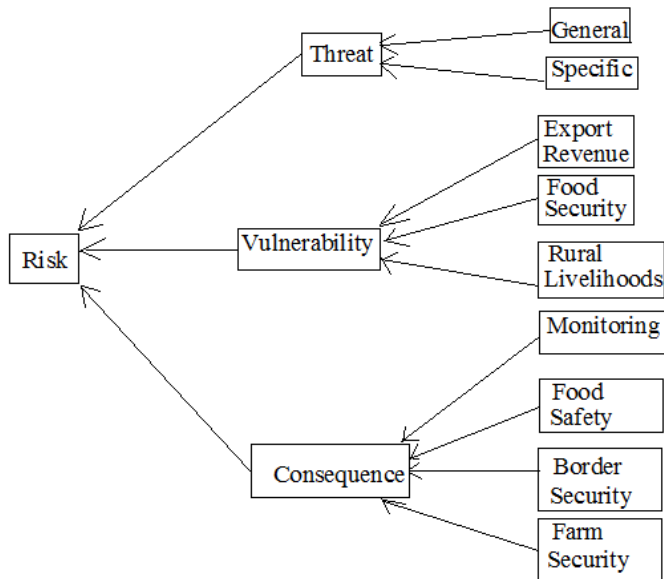 General
Threat
Specific
Export
Revenue
Food
Security
Vulnerability
Risk
Rural
Livelihoods
Monitoring
Food
Safety
Consequence
Border
Security
Farm
Security